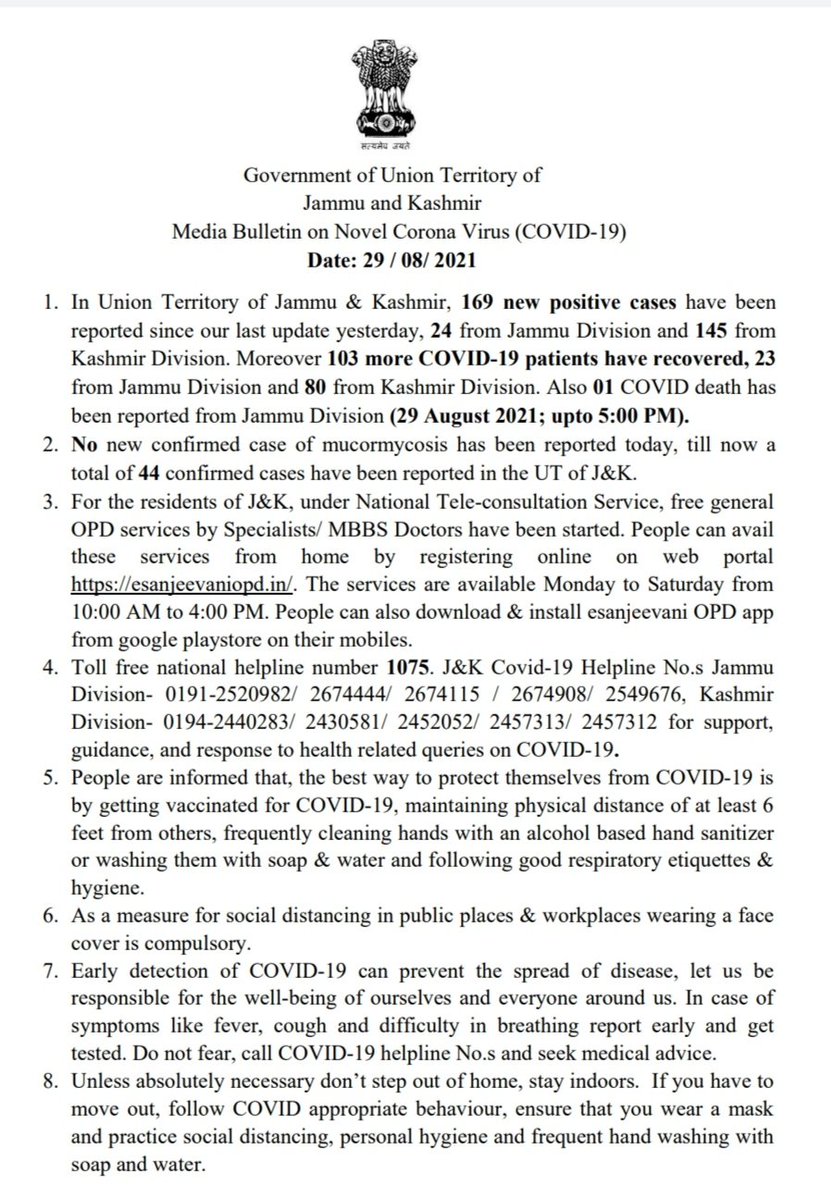 सत्यमेव जयते
Government of Union Territory of
Jammu and Kashmir
Media Bulletin on Novel Corona Virus (COVID-19)
Date: 29 / 08/ 2021
1. In Union Territory of Jammu & Kashmir, 169 new positive cases have been
reported since our last update yesterday, 24 from Jammu Division and 145 from
Kashmir Division. Moreover 103 more COVID-19 patients have recovered, 23
from Jammu Division and 80 from Kashmir Division. Also 01 COVID death has
been reported from Jammu Division (29 August 2021; upto 5:00 PM).
2. No new confirmed case of mucormycosis has been reported today, till now a
total of 44 confirmed cases have been reported in the UT of J&K.
3. For the residents of J&K, under National Tele-consultation Service, free general
OPD services by Specialists/ MBBS Doctors have been started. People can avail
these services from home by registering online on web portal
https://esanjeevaniopd.in/. The services are available Monday to Saturday from
10:00 AM to 4:00 PM. People can also download & install esanjeevani OPD app
from google playstore on their mobiles.
4. Toll free national helpline number 1075. J&K Covid-19 Helpline No.s Jammu
Division- 0191-2520982/ 2674444/ 2674115 / 2674908/ 2549676, Kashmir
Division- 0194-2440283/ 2430581/ 2452052/ 2457313/ 2457312 for support,
guidance, and response to health related queries on COVID-19.
5. People are informed that, the best way to protect themselves from COVID-19 is
by getting vaccinated for COVID-19, maintaining physical distance of at least 6
feet from others, frequently cleaning hands with an alcohol based hand sanitizer
or washing them with soap & water and following good respiratory etiquettes &
hygiene.
6. As a measure for social distancing in public places & workplaces wearing a face
cover is compulsory.
7. Early detection of COVID-19 can prevent the spread of disease, let us be
responsible for the well-being of ourselves and everyone around us. In case of
symptoms like fever, cough and difficulty in breathing report early and get
tested. Do not fear, call COVID-19 helpline No.s and seek medical advice.
8. Unless absolutely necessary don’t step out of home, stay indoors. If you have to
move out, follow COVID appropriate behaviour, ensure that you wear a mask
and practice social distancing, personal hygiene and frequent hand washing with
soap and water.